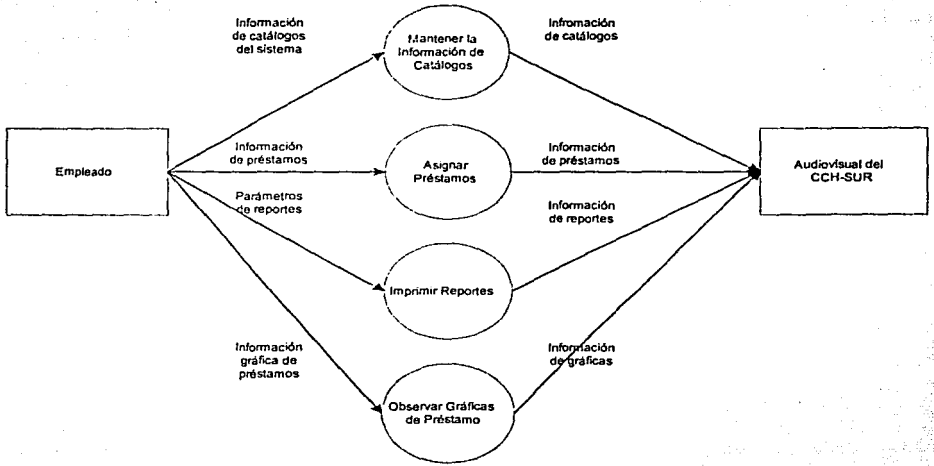 Información
de catálogos
del sistema
Mantener la
Información de
Catálogos
Infromación
de catálogos
Empleado
Información
de préstamos
Asignar
Préstamos
Información
de préstamos
Audiovisual del
CCH-SUR
Parámetros
de reportes
Información
de reportes
Imprimir Reportes
Información
gráfica de
préstamos
Información
de gráficas
Observar Gráficas
de Préstamo